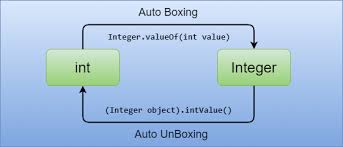 Auto Boxing
Integer.valueOf(int value)
int
Integer
(Integer object).intValue()
Auto UnBoxing